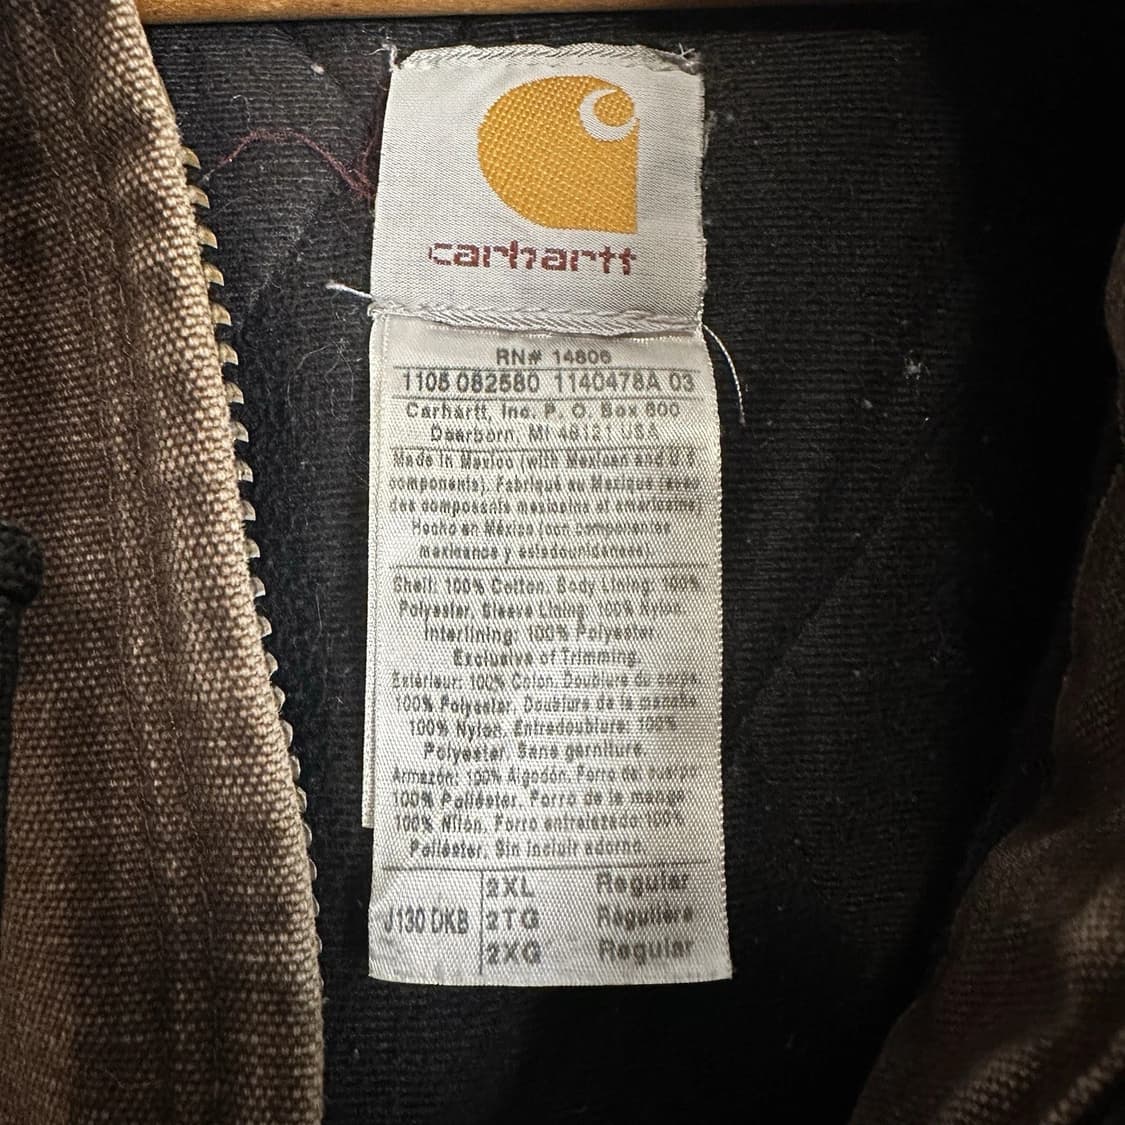 carhartt
RN# 14806
1105 082580 1140478A 03
Carhartt, Inc. P. O. Box 600
Dearborn, MI 48121 USA
Made in Mexico (with Mexican and U.S.
components). Fabriqué au Mexique (avec
des composants mexicains et américains)
Hecho en México (con componentes
mexicanos y estadounidenses).
Shell: 100% Cotton. Body Lining: 100%
Polyester. Sleeve Lining: 100% Nylon.
Interlining: 100% Polyester
Exclusive of Trimming.
Extérieur: 100% Coton. Doublure du corps:
100% Polyester. Doublure de la manche:
100% Nylon. Entredoublure: 100%
Polyester. Sans garniture.
Armazón: 100% Algodón. Forro del cuerpo:
100% Poliéster. Forro de la manga:
100% Nilón. Forro entrelazado: 100%
Poliéster. Sin incluir adorno.
J130 DKB
2XL Regular
2TG Régulière
2XG Regular